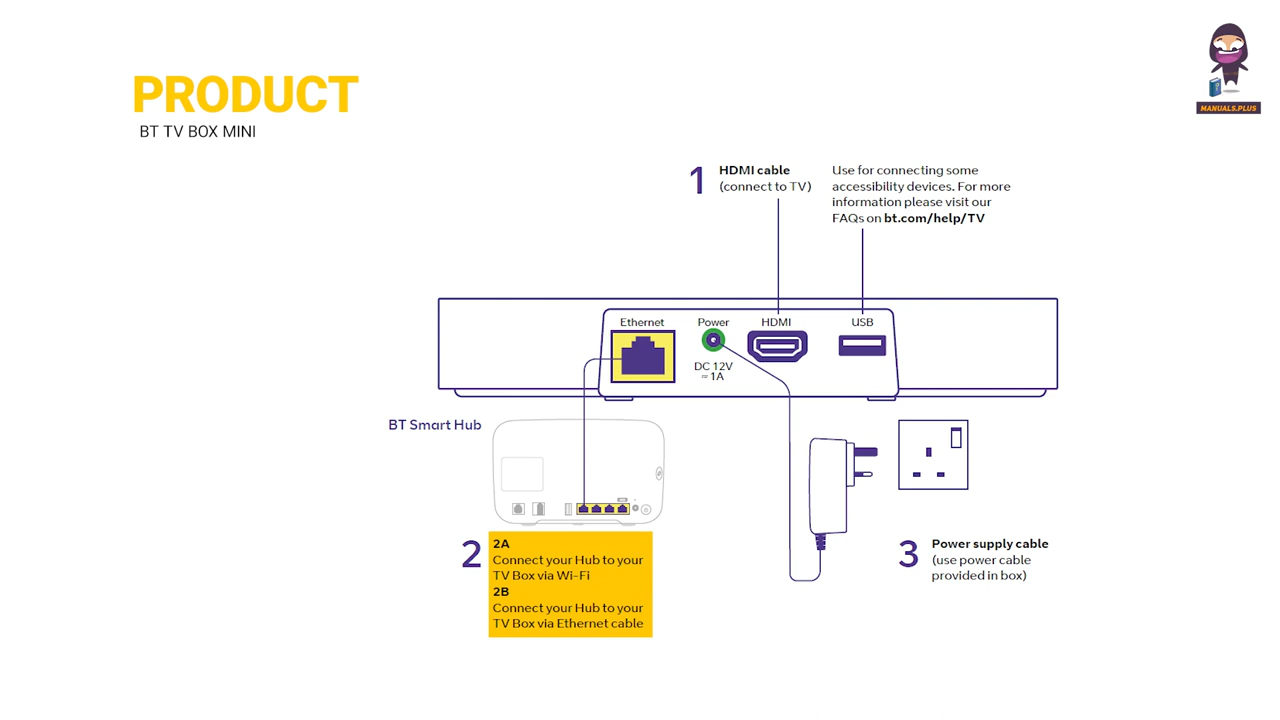 PRODUCT
BT TV BOX MINI
MANUALS.PLUS
1
HDMI cable
(connect to TV)
Use for connecting some
accessibility devices. For more
information please visit our
FAQs on bt.com/help/TV
Ethernet
Power
HDMI
USB
DC 12V
⎓ 1A
BT Smart Hub
2
2A
Connect your Hub to your
TV Box via Wi-Fi
2B
Connect your Hub to your
TV Box via Ethernet cable
3
Power supply cable
(use power cable
provided in box)